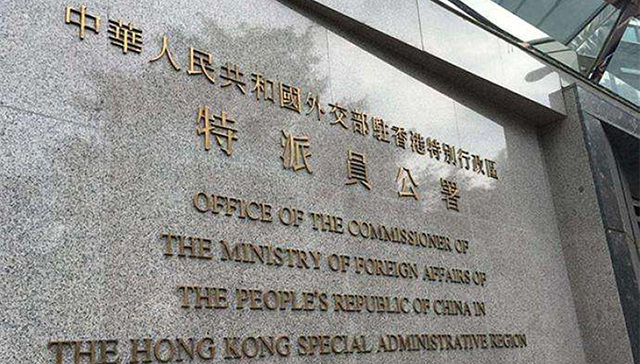 中華人民共和國外交部駐香港特別行政區
特派員公署
OFFICE OF THE COMMISSIONER OF
THE MINISTRY OF FOREIGN AFFAIRS OF
THE PEOPLE'S REPUBLIC OF CHINA IN
THE HONG KONG SPECIAL ADMINISTRATIVE REGION